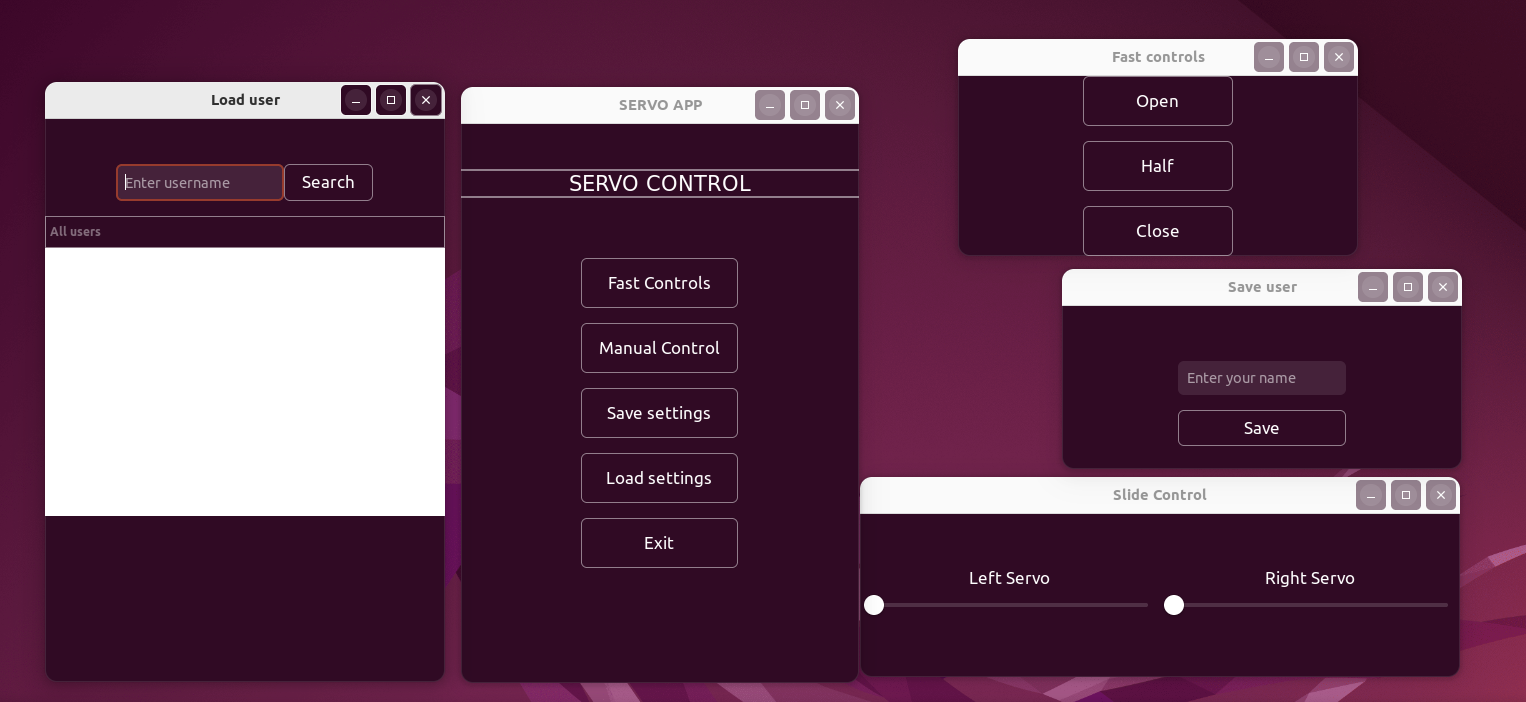 Load user
Enter username
Search
All users
SERVO APP
SERVO CONTROL
Fast Controls
Manual Control
Save settings
Load settings
Exit
Fast controls
Open
Half
Close
Save user
Enter your name
Save
Slide Control
Left Servo
Right Servo